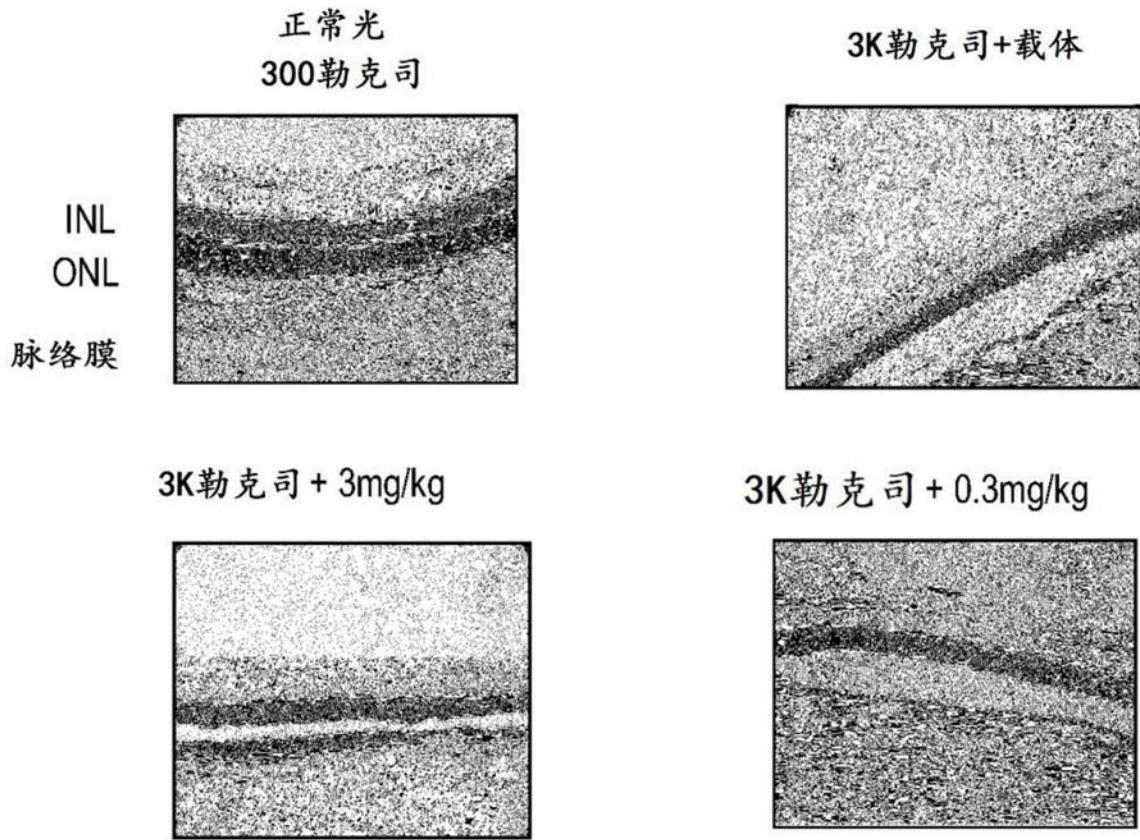 正常光
300勒克司
3K勒克司+载体
INL
ONL
脉络膜
3K勒克司 + 3mg/kg
3K勒克司 + 0.3mg/kg